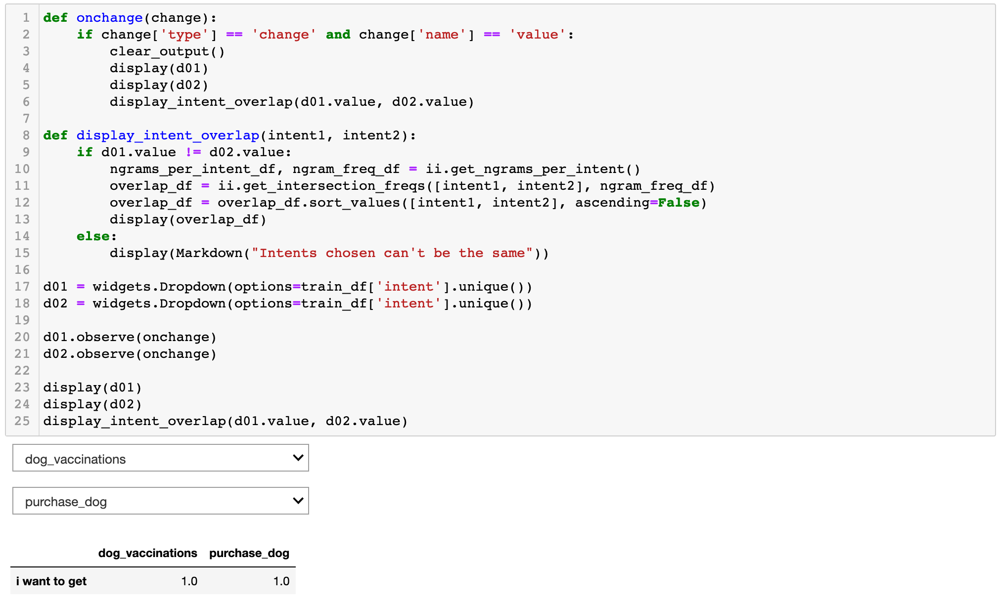 1 def onchange(change):
2     if change['type'] == 'change' and change['name'] == 'value':
3         clear_output()
4         display(d01)
5         display(d02)
6         display_intent_overlap(d01.value, d02.value)
7
8 def display_intent_overlap(intent1, intent2):
9     if d01.value != d02.value:
10         ngrams_per_intent_df, ngram_freq_df = ii.get_ngrams_per_intent()
11         overlap_df = ii.get_intersection_freqs([intent1, intent2], ngram_freq_df)
12         overlap_df = overlap_df.sort_values([intent1, intent2], ascending=False)
13         display(overlap_df)
14     else:
15         display(Markdown("Intents chosen can't be the same"))
16
17 d01 = widgets.Dropdown(options=train_df['intent'].unique())
18 d02 = widgets.Dropdown(options=train_df['intent'].unique())
19
20 d01.observe(onchange)
21 d02.observe(onchange)
22
23 display(d01)
24 display(d02)
25 display_intent_overlap(d01.value, d02.value)
dog_vaccinations
purchase_dog
dog_vaccinations purchase_dog
i want to get 1.0 1.0